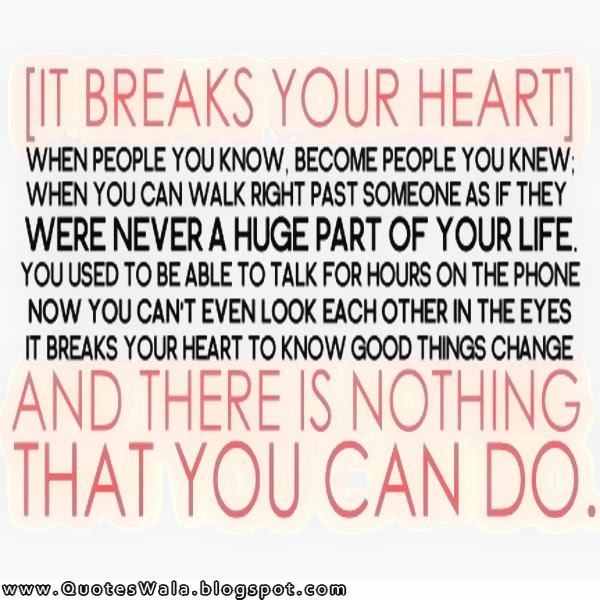 [IT BREAKS YOUR HEART]
WHEN PEOPLE YOU KNOW, BECOME PEOPLE YOU KNEW;
WHEN YOU CAN WALK RIGHT PAST SOMEONE AS IF THEY
WERE NEVER A HUGE PART OF YOUR LIFE.
YOU USED TO BE ABLE TO TALK FOR HOURS ON THE PHONE
NOW YOU CAN'T EVEN LOOK EACH OTHER IN THE EYES
IT BREAKS YOUR HEART TO KNOW GOOD THINGS CHANGE
AND THERE IS NOTHING
THAT YOU CAN DO.
www.QuotesWala.blogspot.com